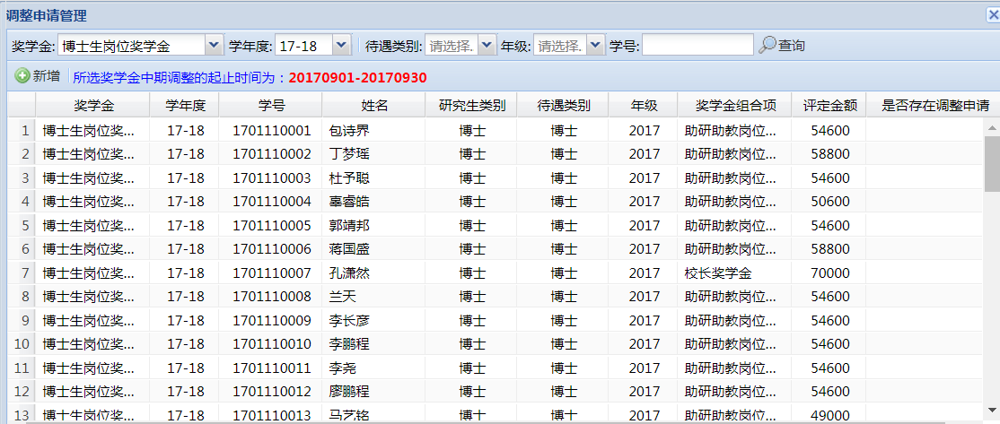 调整申请管理
奖学金: 博士生岗位奖学金 学年度: 17-18 待遇类别: 请选择. 年级: 请选择. 学号: 查询
新增 所选奖学金中期调整的起止时间为：20170901-20170930
奖学金 学年度 学号 姓名 研究生类别 待遇类别 年级 奖学金组合项 评定金额 是否存在调整申请
1 博士生岗位奖... 17-18 1701110001 包诗界 博士 博士 2017 助研助教岗位... 54600
2 博士生岗位奖... 17-18 1701110002 丁梦瑶 博士 博士 2017 助研助教岗位... 58800
3 博士生岗位奖... 17-18 1701110003 杜予聪 博士 博士 2017 助研助教岗位... 54600
4 博士生岗位奖... 17-18 1701110004 辜睿皓 博士 博士 2017 助研助教岗位... 50600
5 博士生岗位奖... 17-18 1701110005 郭靖邦 博士 博士 2017 助研助教岗位... 54600
6 博士生岗位奖... 17-18 1701110006 蒋国盛 博士 博士 2017 助研助教岗位... 58800
7 博士生岗位奖... 17-18 1701110007 孔潇然 博士 博士 2017 校长奖学金 70000
8 博士生岗位奖... 17-18 1701110008 兰天 博士 博士 2017 助研助教岗位... 54600
9 博士生岗位奖... 17-18 1701110009 李长彦 博士 博士 2017 助研助教岗位... 54600
10 博士生岗位奖... 17-18 1701110010 李鹏程 博士 博士 2017 助研助教岗位... 54600
11 博士生岗位奖... 17-18 1701110011 李尧 博士 博士 2017 助研助教岗位... 54600
12 博士生岗位奖... 17-18 1701110012 廖鹏程 博士 博士 2017 助研助教岗位... 54600
13 博士生岗位奖... 17-18 1701110013 马艺铭 博士 博士 2017 助研助教岗位... 49000